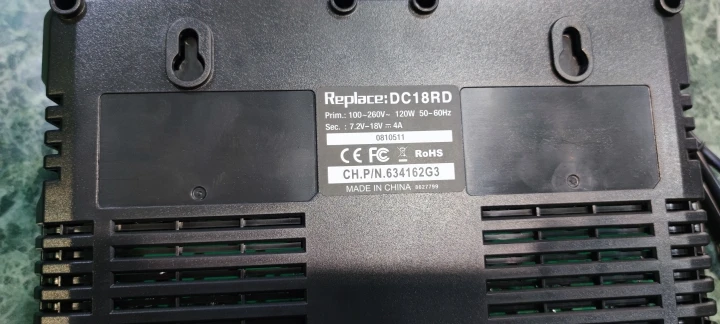 Replace:DC18RD
Prim.: 100-260V~ 120W 50-60Hz
Sec. : 7.2V-18V⎓4A
0810511
CE FC RoHS
CH.P/N.634162G3
MADE IN CHINA 8627799